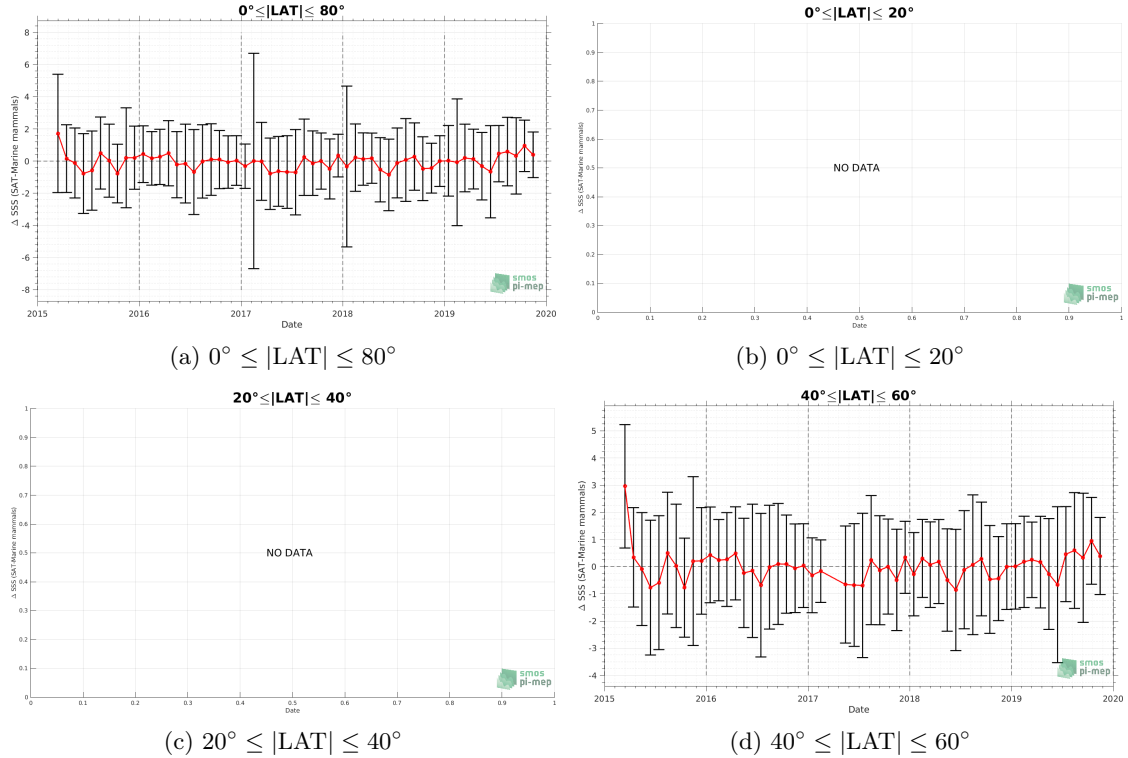 0°≤|LAT|≤ 80°
8
6
4
2
0
-2
-4
-6
-8
Δ SSS (SAT-Marine mammals)
2015
2016
2017
2018
2019
2020
Date
smos
pi-mep
(a) 0° ≤ |LAT| ≤ 80°
0°≤|LAT|≤ 20°
1
0.9
0.8
0.7
0.6
0.5
0.4
0.3
0.2
0.1
0
Δ SSS (SAT-Marine mammals)
NO DATA
0
0.1
0.2
0.3
0.4
0.5
0.6
0.7
0.8
0.9
1
Date
smos
pi-mep
(b) 0° ≤ |LAT| ≤ 20°
20°≤|LAT|≤ 40°
1
0.9
0.8
0.7
0.6
0.5
0.4
0.3
0.2
0.1
0
Δ SSS (SAT-Marine mammals)
NO DATA
0
0.1
0.2
0.3
0.4
0.5
0.6
0.7
0.8
0.9
1
Date
smos
pi-mep
(c) 20° ≤ |LAT| ≤ 40°
40°≤|LAT|≤ 60°
5
4
3
2
1
0
-1
-2
-3
-4
Δ SSS (SAT-Marine mammals)
2015
2016
2017
2018
2019
2020
Date
smos
pi-mep
(d) 40° ≤ |LAT| ≤ 60°